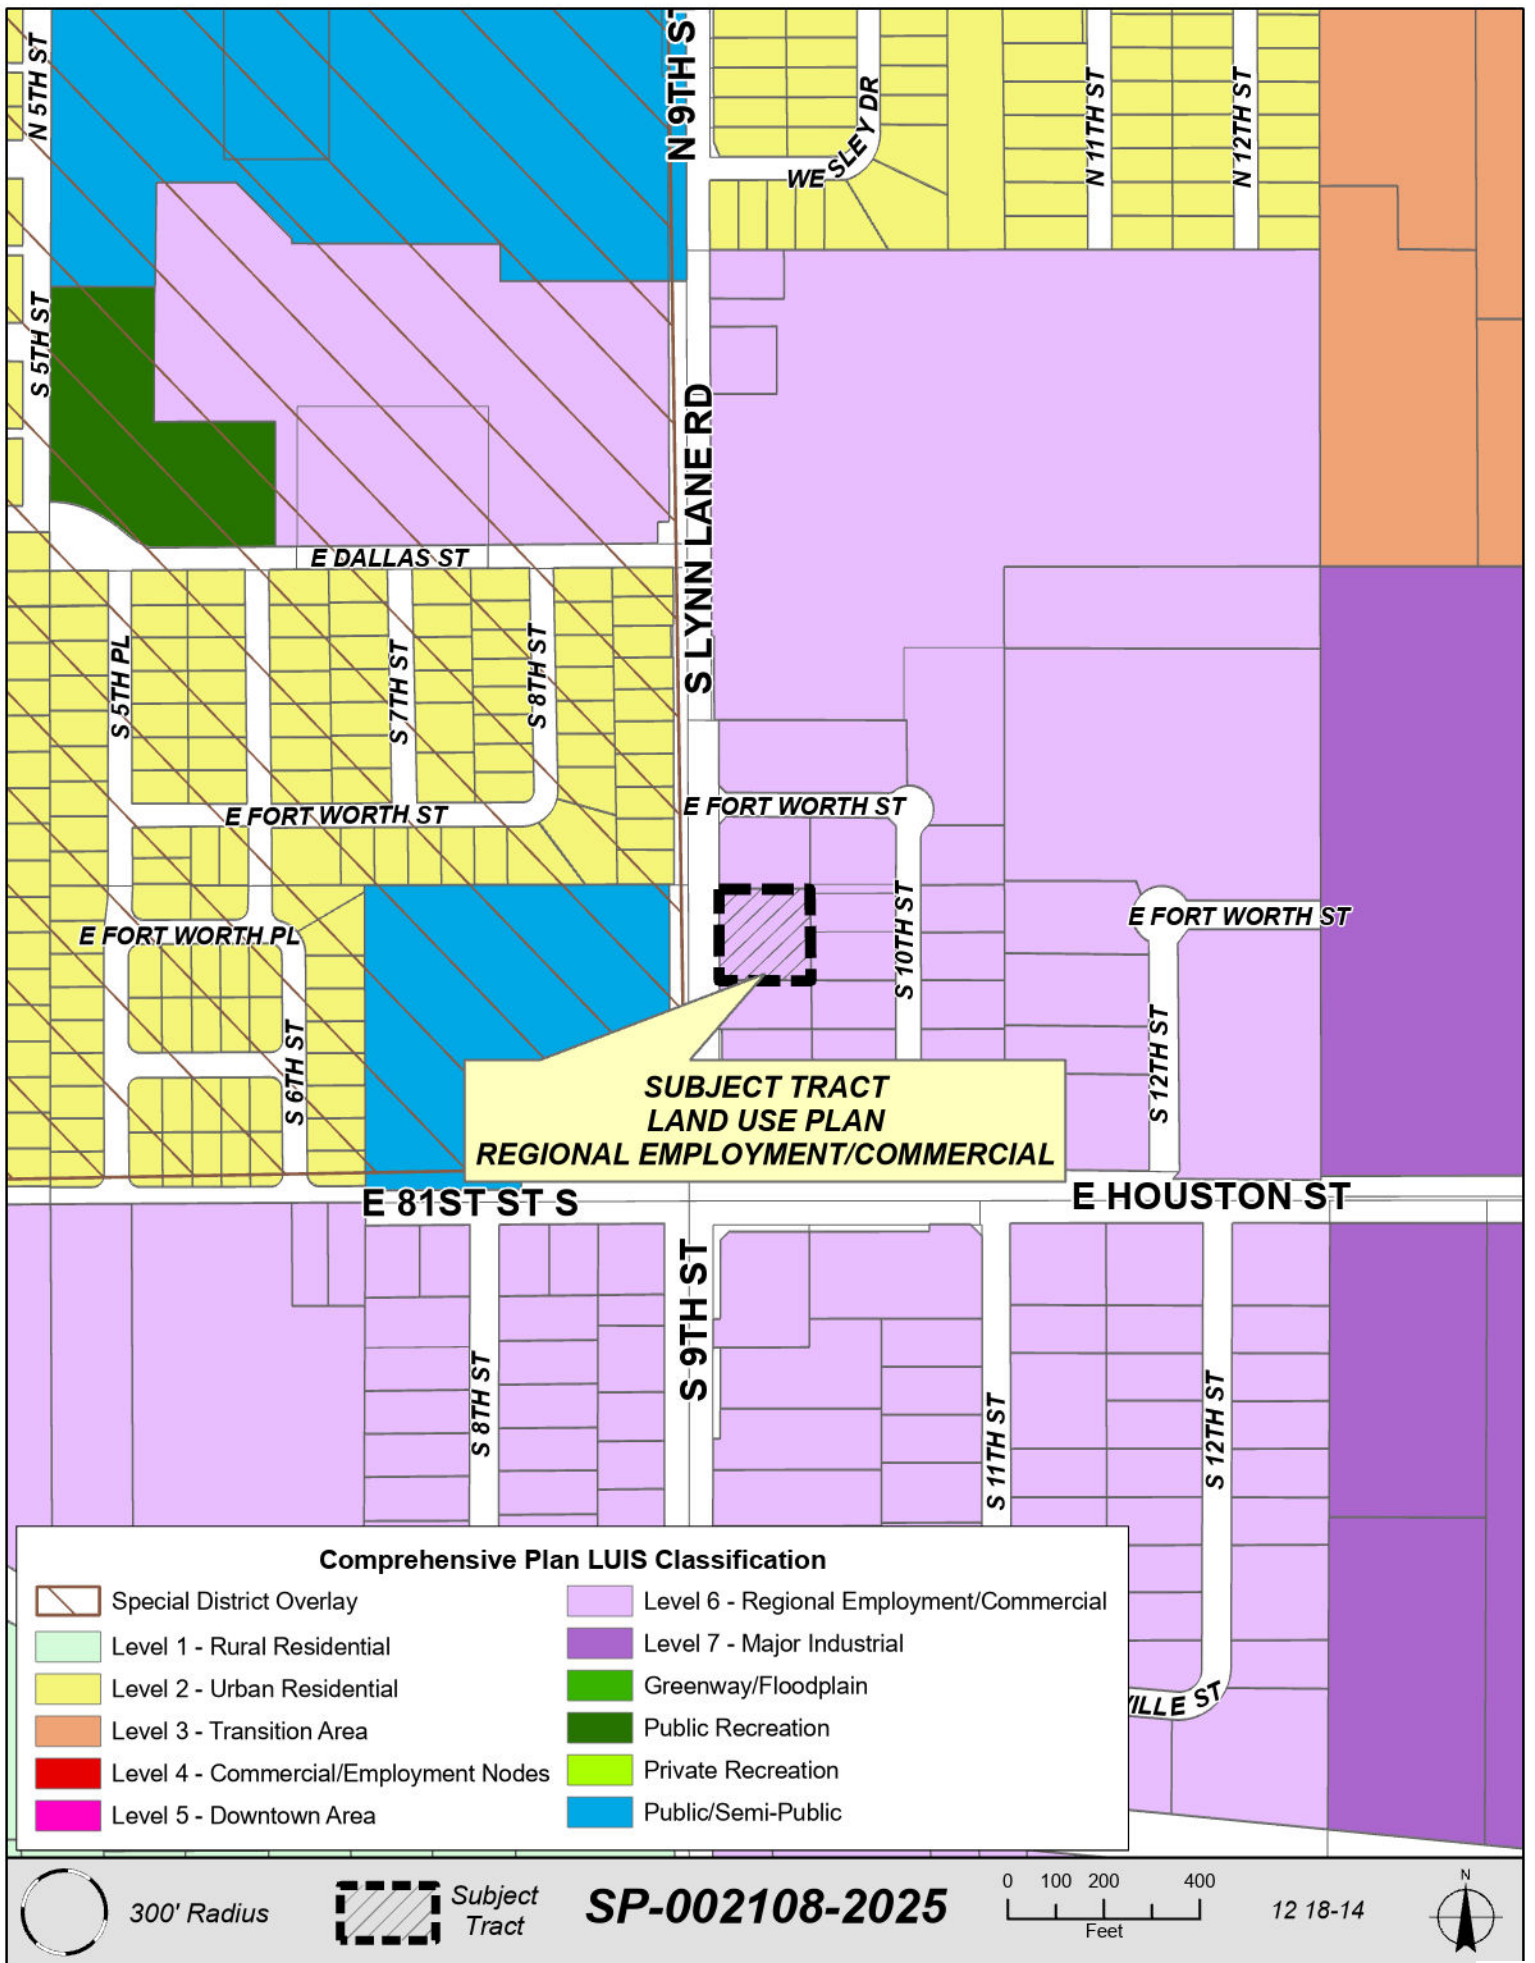 N 5TH ST
N 9TH ST
WESLEY DR
N 11TH ST
N 12TH ST
S 5TH ST
S LYNN LANE RD
E DALLAS ST
S 5TH PL
S 7TH ST
S 8TH ST
E FORT WORTH ST
E FORT WORTH ST
E FORT WORTH PL
S 10TH ST
E FORT WORTH ST
S 6TH ST
S 12TH ST
SUBJECT TRACT
LAND USE PLAN
REGIONAL EMPLOYMENT/COMMERCIAL
E 81ST ST S
E HOUSTON ST
S 9TH ST
S 8TH ST
S 11TH ST
S 12TH ST
VILLE ST
Comprehensive Plan LUIS Classification
Special District Overlay
Level 1 - Rural Residential
Level 2 - Urban Residential
Level 3 - Transition Area
Level 4 - Commercial/Employment Nodes
Level 5 - Downtown Area
Level 6 - Regional Employment/Commercial
Level 7 - Major Industrial
Greenway/Floodplain
Public Recreation
Private Recreation
Public/Semi-Public
300' Radius
Subject
Tract
SP-002108-2025
0 100 200 400
Feet
12 18-14
N